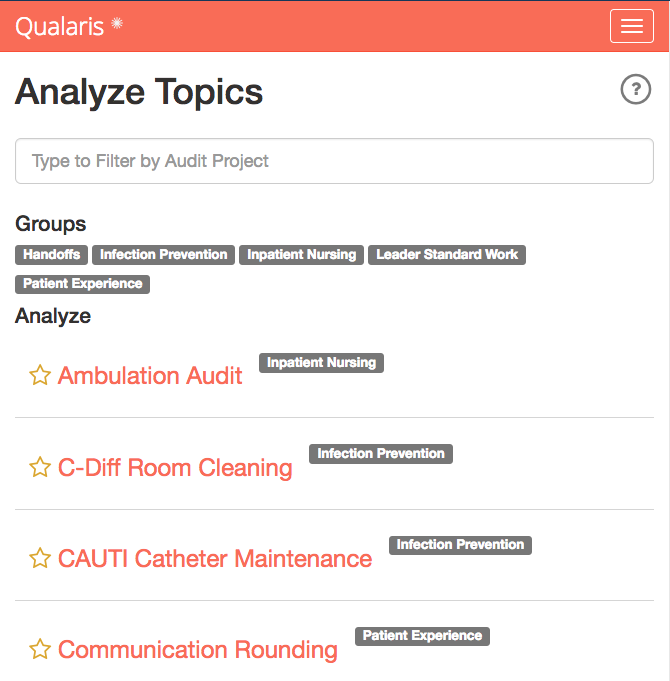 Qualaris
Analyze Topics
?
Type to Filter by Audit Project
Groups
Handoffs Infection Prevention Inpatient Nursing Leader Standard Work
Patient Experience
Analyze
Ambulation Audit Inpatient Nursing
C-Diff Room Cleaning Infection Prevention
CAUTI Catheter Maintenance Infection Prevention
Communication Rounding Patient Experience